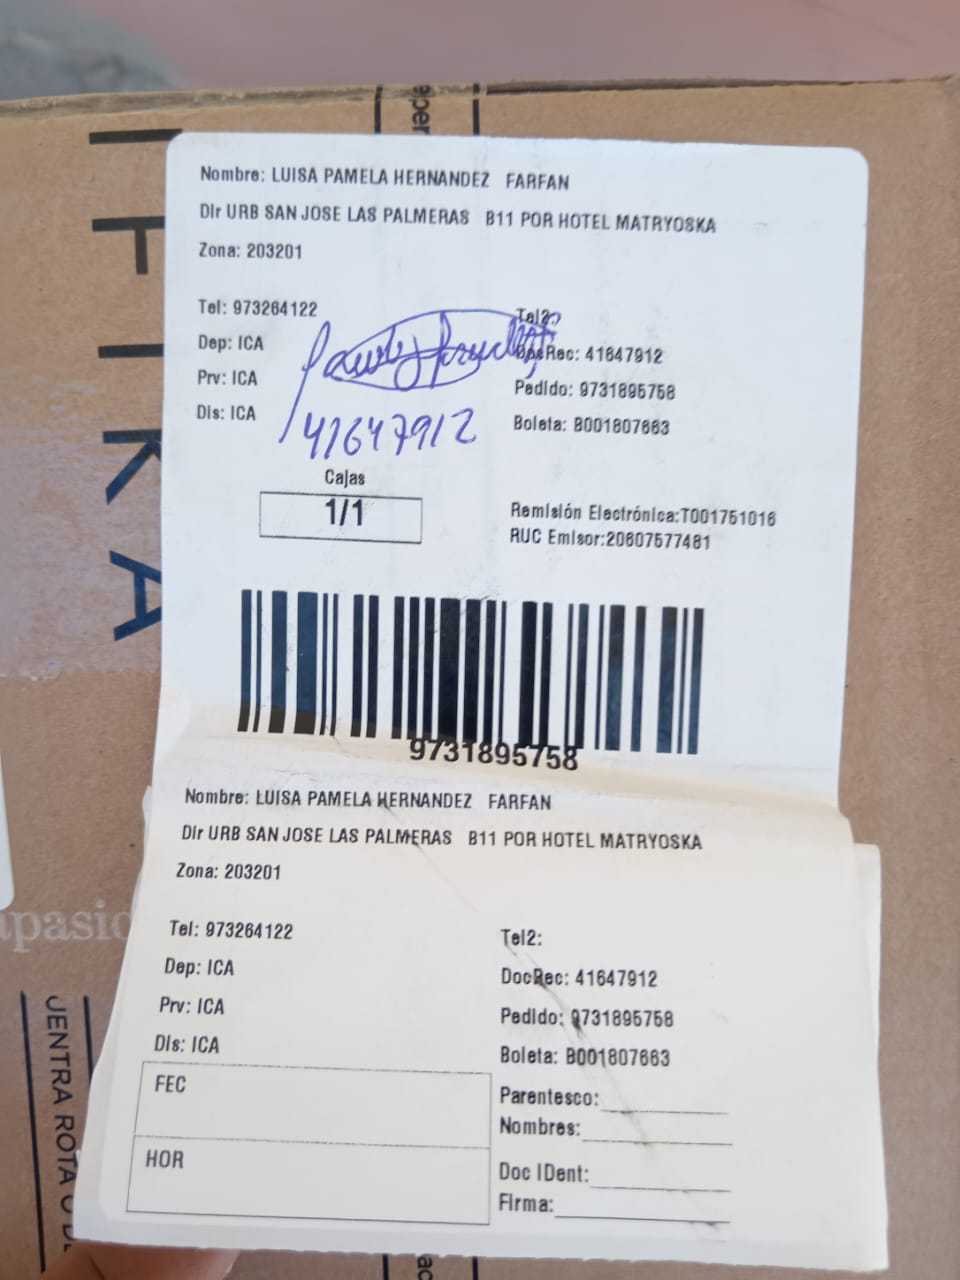 Nombre: LUISA PAMELA HERNANDEZ FARFAN
Dir URB SAN JOSE LAS PALMERAS B11 POR HOTEL MATRYOSKA
Zona: 203201
Tel: 973264122
Tel2:
Dep: ICA
DocRec: 41647912
Prv: ICA
Pedido: 9731895758
Dis: ICA
Boleta: B001807663
41647912
Cajas
1/1
Remisión Electrónica:T001751016
RUC Emisor:20607577481
9731895758
Nombre: LUISA PAMELA HERNANDEZ FARFAN
Dir URB SAN JOSE LAS PALMERAS B11 POR HOTEL MATRYOSKA
Zona: 203201
Tel: 973264122
Tel2:
Dep: ICA
DocRec: 41647912
Prv: ICA
Pedido: 9731895758
Dis: ICA
Boleta: B001807663
FEC
Parentesco:
Nombres:
HOR
Doc IDent:
Firma:
FIKA
JENTRA ROTA O